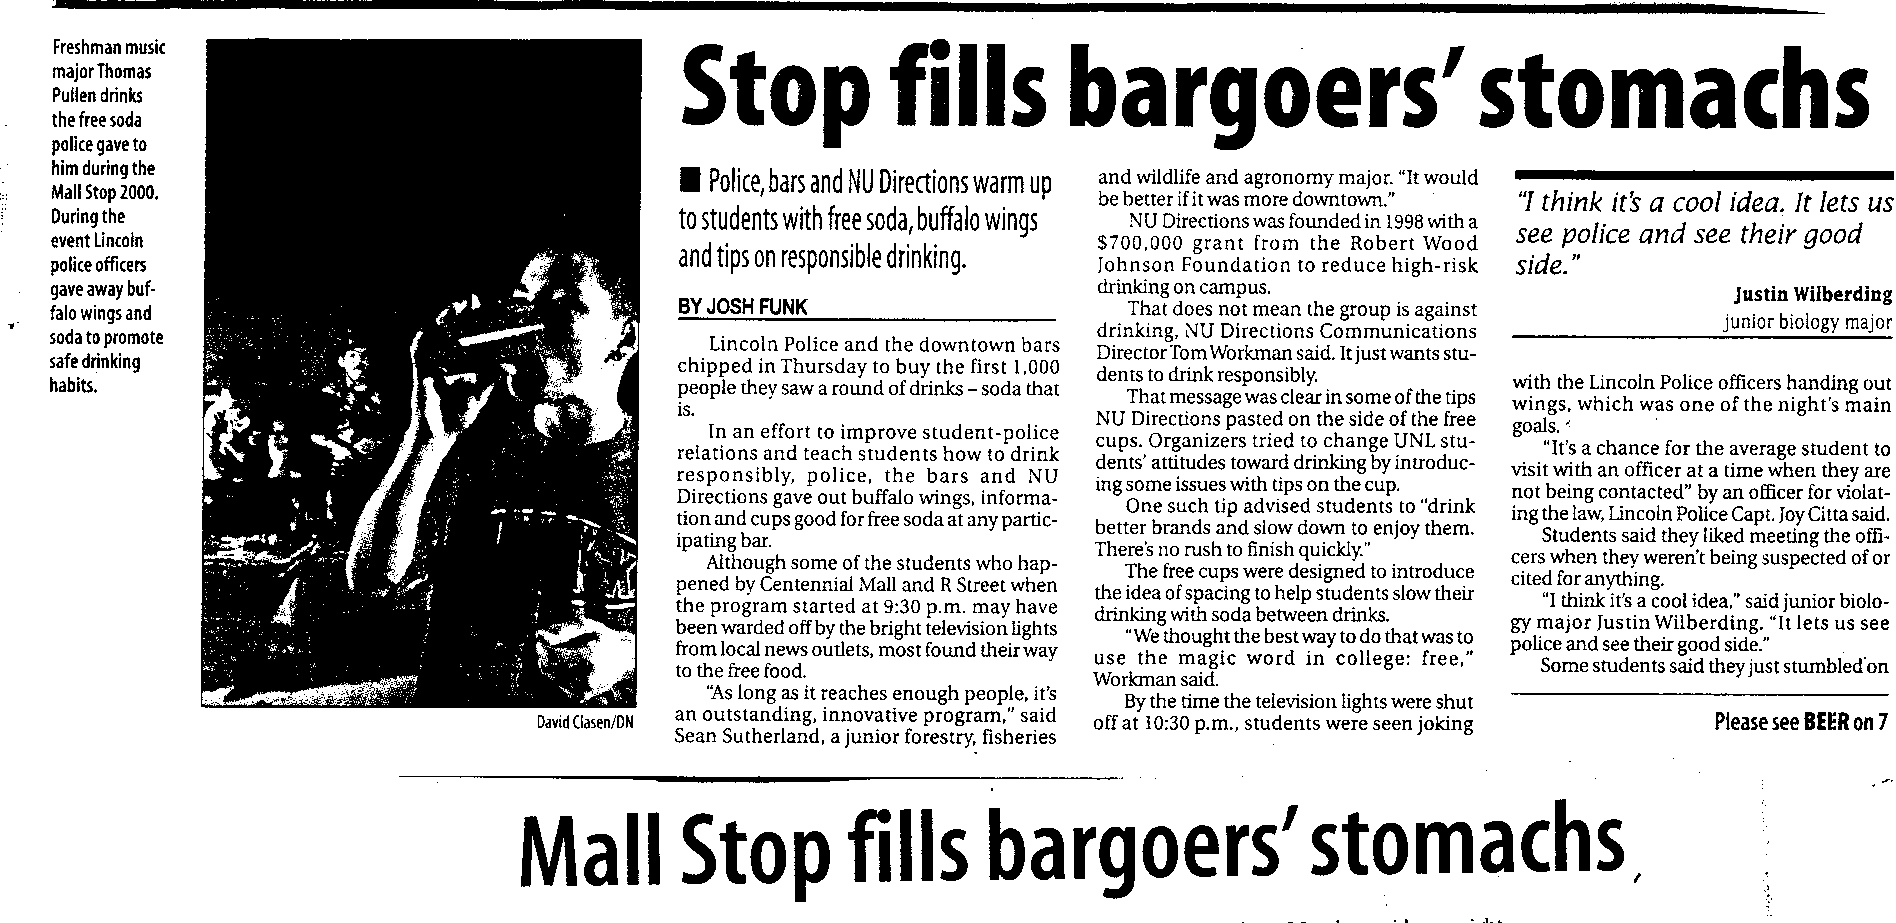 Freshman music
major Thomas
Pullen drinks
the free soda
police gave to
him during the
Mall Stop 2000.
During the
event Lincoln
police officers
gave away buf-
falo wings and
soda to promote
safe drinking
habits.
David Clasen/DN
Stop fills bargoers' stomachs
■ Police, bars and NU Directions warm up
to students with free soda, buffalo wings
and tips on responsible drinking.
BY JOSH FUNK
Lincoln Police and the downtown bars
chipped in Thursday to buy the first 1,000
people they saw a round of drinks – soda that
is.
In an effort to improve student-police
relations and teach students how to drink
responsibly, police, the bars and NU
Directions gave out buffalo wings, informa-
tion and cups good for free soda at any partic-
ipating bar.
Although some of the students who hap-
pened by Centennial Mall and R Street when
the program started at 9:30 p.m. may have
been warded off by the bright television lights
from local news outlets, most found their way
to the free food.
"As long as it reaches enough people, it's
an outstanding, innovative program," said
Sean Sutherland, a junior forestry, fisheries
and wildlife and agronomy major. "It would
be better if it was more downtown."
NU Directions was founded in 1998 with a
$700,000 grant from the Robert Wood
Johnson Foundation to reduce high-risk
drinking on campus.
That does not mean the group is against
drinking, NU Directions Communications
Director Tom Workman said. It just wants stu-
dents to drink responsibly.
That message was clear in some of the tips
NU Directions pasted on the side of the free
cups. Organizers tried to change UNL stu-
dents' attitudes toward drinking by introduc-
ing some issues with tips on the cup.
One such tip advised students to "drink
better brands and slow down to enjoy them.
There's no rush to finish quickly."
The free cups were designed to introduce
the idea of spacing to help students slow their
drinking with soda between drinks.
"We thought the best way to do that was to
use the magic word in college: free,"
Workman said.
By the time the television lights were shut
off at 10:30 p.m., students were seen joking
"I think it's a cool idea. It lets us
see police and see their good
side."
Justin Wilberding
junior biology major
with the Lincoln Police officers handing out
wings, which was one of the night's main
goals.
"It's a chance for the average student to
visit with an officer at a time when they are
not being contacted" by an officer for violat-
ing the law, Lincoln Police Capt. Joy Citta said.
Students said they liked meeting the offi-
cers when they weren't being suspected of or
cited for anything.
"I think it's a cool idea," said junior biolo-
gy major Justin Wilberding. "It lets us see
police and see their good side."
Some students said they just stumbled on
Please see BEER on 7
Mall Stop fills bargoers' stomachs